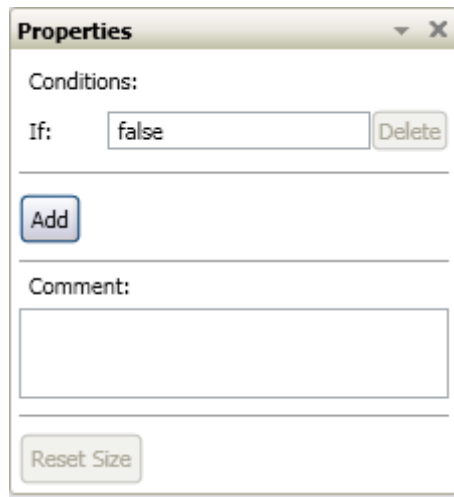 Properties
Conditions:
If: false Delete
Add
Comment:
Reset Size